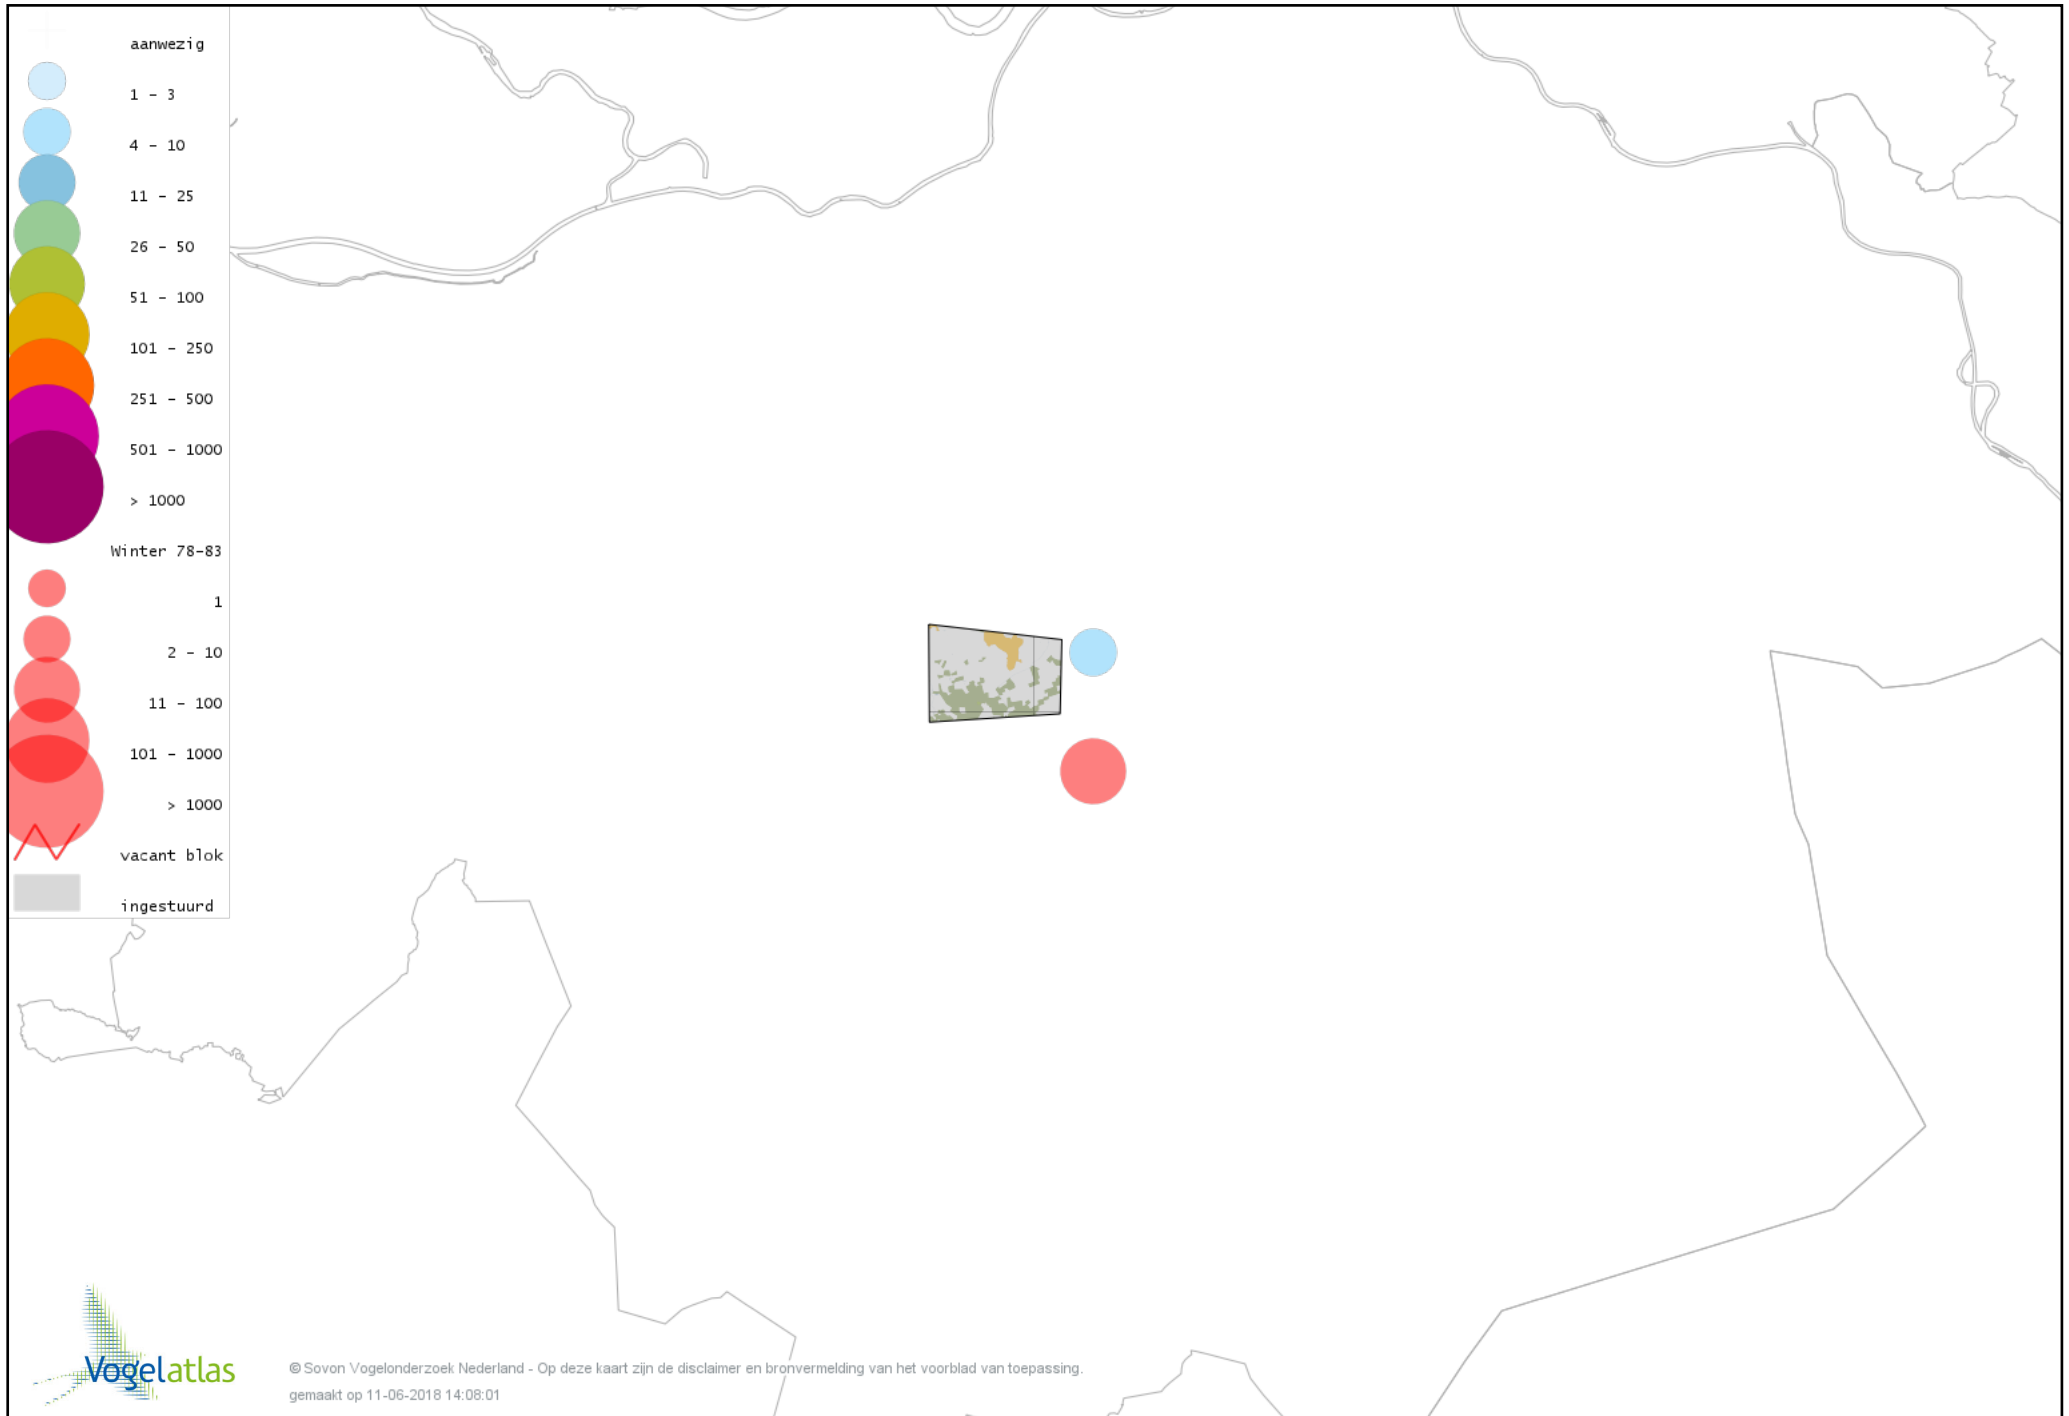 aanwezig
1 - 3
4 - 10
11 - 25
26 - 50
51 - 100
101 - 250
251 - 500
501 - 1000
> 1000
Winter 78-83
1
2 - 10
11 - 100
101 - 1000
> 1000
vacant blok
ingestuurd
Vogelatlas
© Sovon Vogelonderzoek Nederland - Op deze kaart zijn de disclaimer en bronvermelding van het voorblad van toepassing.
gemaakt op 11-06-2018 14:08:01